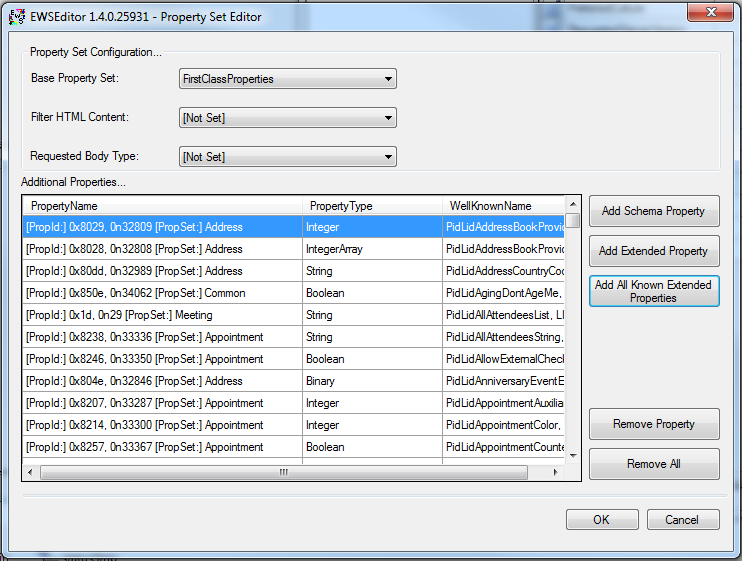 EWSEditor 1.4.0.25931 - Property Set Editor
Property Set Configuration...
Base Property Set: FirstClassProperties
Filter HTML Content: [Not Set]
Requested Body Type: [Not Set]
Additional Properties...
PropertyName PropertyType WellKnownName
[PropId:] 0x8029, 0n32809 [PropSet:] Address Integer PidLidAddressBookProvid
[PropId:] 0x8028, 0n32808 [PropSet:] Address IntegerArray PidLidAddressBookProvid
[PropId:] 0x80dd, 0n32989 [PropSet:] Address String PidLidAddressCountryCod
[PropId:] 0x850e, 0n34062 [PropSet:] Common Boolean PidLidAgingDontAgeMe,
[PropId:] 0x1d, 0n29 [PropSet:] Meeting String PidLidAllAttendeesList, LI
[PropId:] 0x8238, 0n33336 [PropSet:] Appointment String PidLidAllAttendeesString,
[PropId:] 0x8246, 0n33350 [PropSet:] Appointment Boolean PidLidAllowExternalCheck
[PropId:] 0x804e, 0n32846 [PropSet:] Address Binary PidLidAnniversaryEventE
[PropId:] 0x8207, 0n33287 [PropSet:] Appointment Integer PidLidAppointmentAuxilia
[PropId:] 0x8214, 0n33300 [PropSet:] Appointment Integer PidLidAppointmentColor,
[PropId:] 0x8257, 0n33367 [PropSet:] Appointment Boolean PidLidAppointmentCounte
Add Schema Property
Add Extended Property
Add All Known Extended
Properties
Remove Property
Remove All
OK Cancel